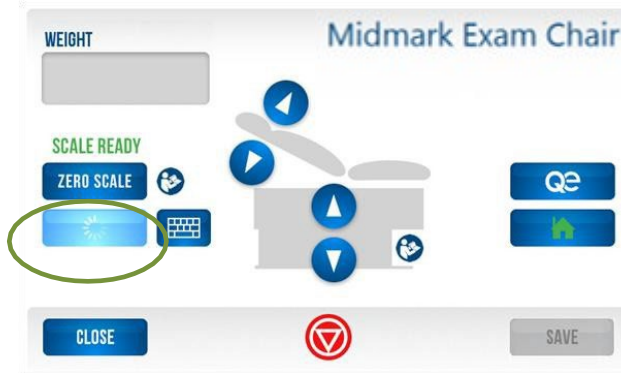 WEIGHT
Midmark Exam Chair
SCALE READY
ZERO SCALE
Qe
CLOSE
SAVE